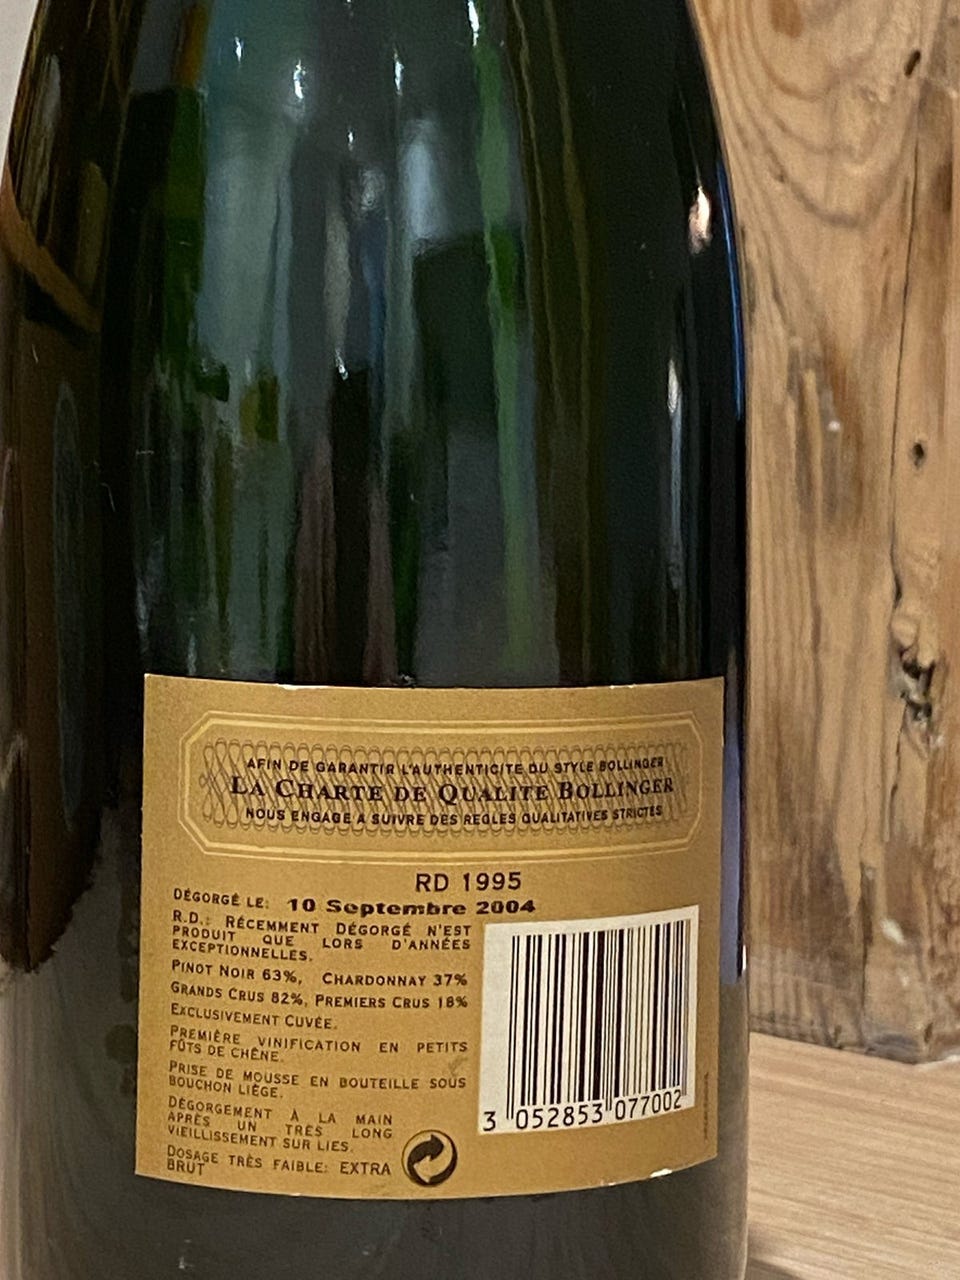 AFIN DE GARANTIR L'AUTHENTICITE DU STYLE BOLLINGER
LA CHARTE DE QUALITE BOLLINGER
NOUS ENGAGE A SUIVRE DES REGLES QUALITATIVES STRICTES
RD 1995
DÉGORGÉ LE: 10 Septembre 2004
R.D.: RÉCEMMENT DÉGORGÉ N'EST
PRODUIT QUE LORS D'ANNÉES
EXCEPTIONNELLES.
PINOT NOIR 63%, CHARDONNAY 37%
GRANDS CRUS 82%, PREMIERS CRUS 18%
EXCLUSIVEMENT CUVÉE.
PREMIÈRE VINIFICATION EN PETITS
FÛTS DE CHÊNE.
PRISE DE MOUSSE EN BOUTEILLE SOUS
BOUCHON LIÈGE.
DÉGORGEMENT À LA MAIN
APRÈS UN TRÈS LONG
VIEILLISSEMENT SUR LIES.
DOSAGE TRÈS FAIBLE: EXTRA
BRUT
3 052853 077002